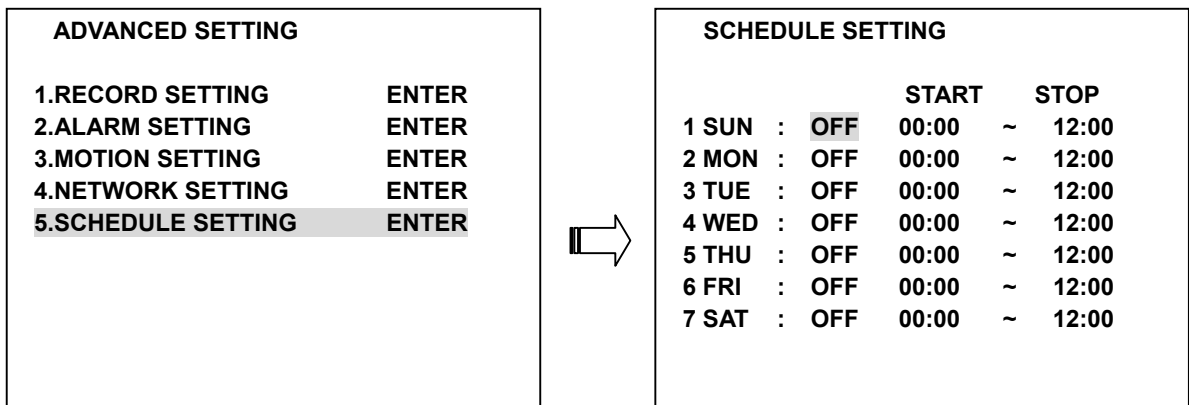 ADVANCED SETTING
1.RECORD SETTING ENTER
2.ALARM SETTING ENTER
3.MOTION SETTING ENTER
4.NETWORK SETTING ENTER
5.SCHEDULE SETTING ENTER
SCHEDULE SETTING
START STOP
1 SUN : OFF 00:00 ~ 12:00
2 MON : OFF 00:00 ~ 12:00
3 TUE : OFF 00:00 ~ 12:00
4 WED : OFF 00:00 ~ 12:00
5 THU : OFF 00:00 ~ 12:00
6 FRI : OFF 00:00 ~ 12:00
7 SAT : OFF 00:00 ~ 12:00